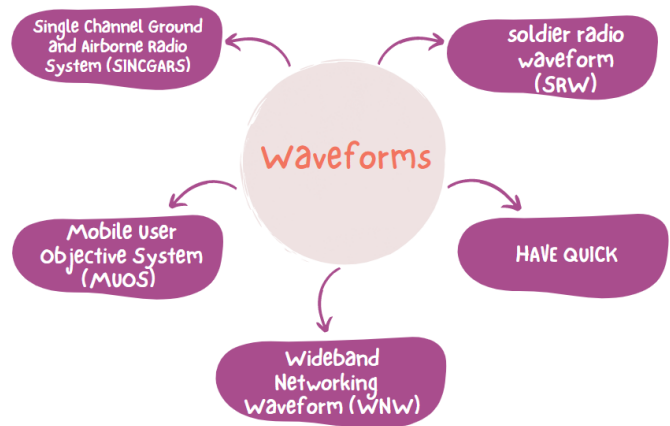 Single Channel Ground
and Airborne Radio
System (SINCGARS)
soldier radio
waveform
(SRW)
Waveforms
Mobile user
Objective System
(MUOS)
HAVE QUICK
Wideband
Networking
Waveform (WNW)